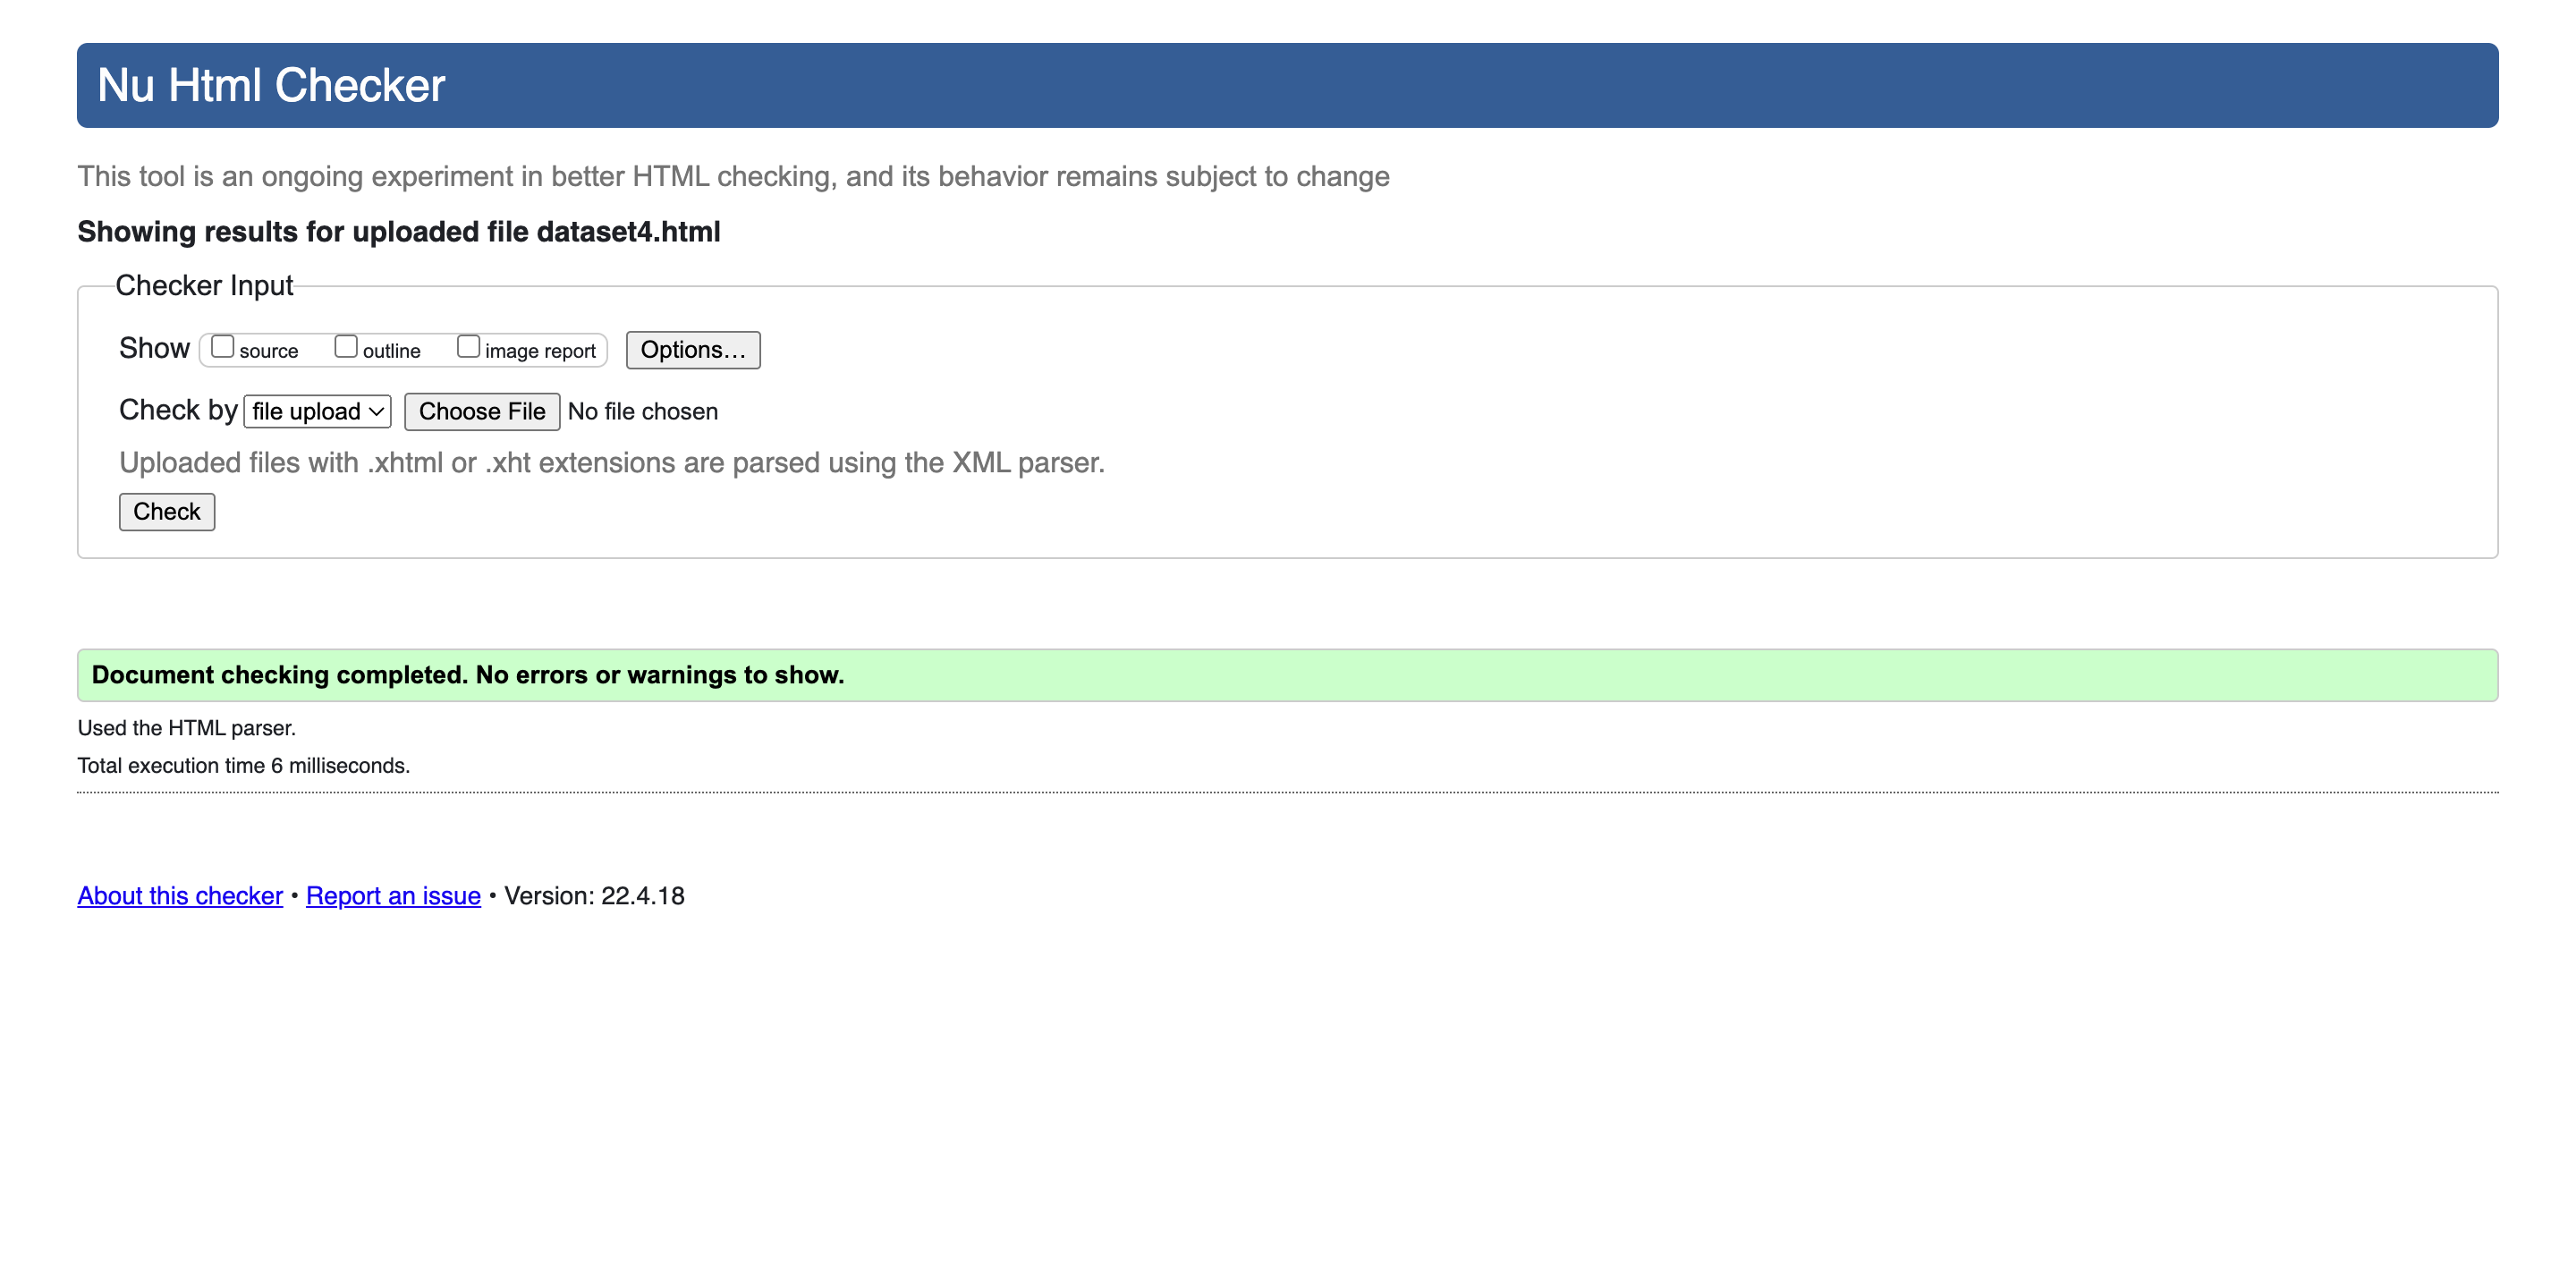 Nu Html Checker
This tool is an ongoing experiment in better HTML checking, and its behavior remains subject to change
Showing results for uploaded file dataset4.html
Checker Input
Show source outline image report Options…
Check by file upload Choose File No file chosen
Uploaded files with .xhtml or .xht extensions are parsed using the XML parser.
Check
Document checking completed. No errors or warnings to show.
Used the HTML parser.
Total execution time 6 milliseconds.
About this checker • Report an issue • Version: 22.4.18